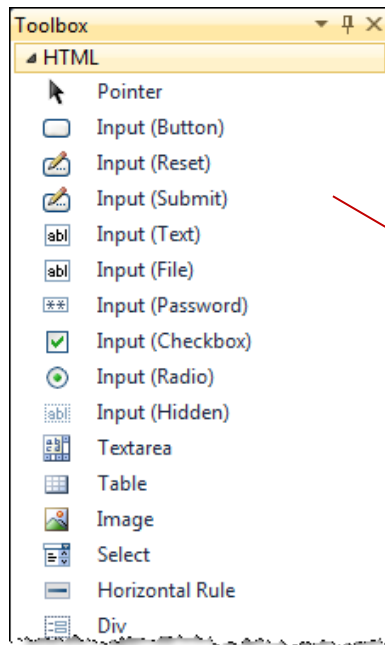 Toolbox
HTML
Pointer
Input (Button)
Input (Reset)
Input (Submit)
Input (Text)
Input (File)
Input (Password)
Input (Checkbox)
Input (Radio)
Input (Hidden)
Textarea
Table
Image
Select
Horizontal Rule
Div